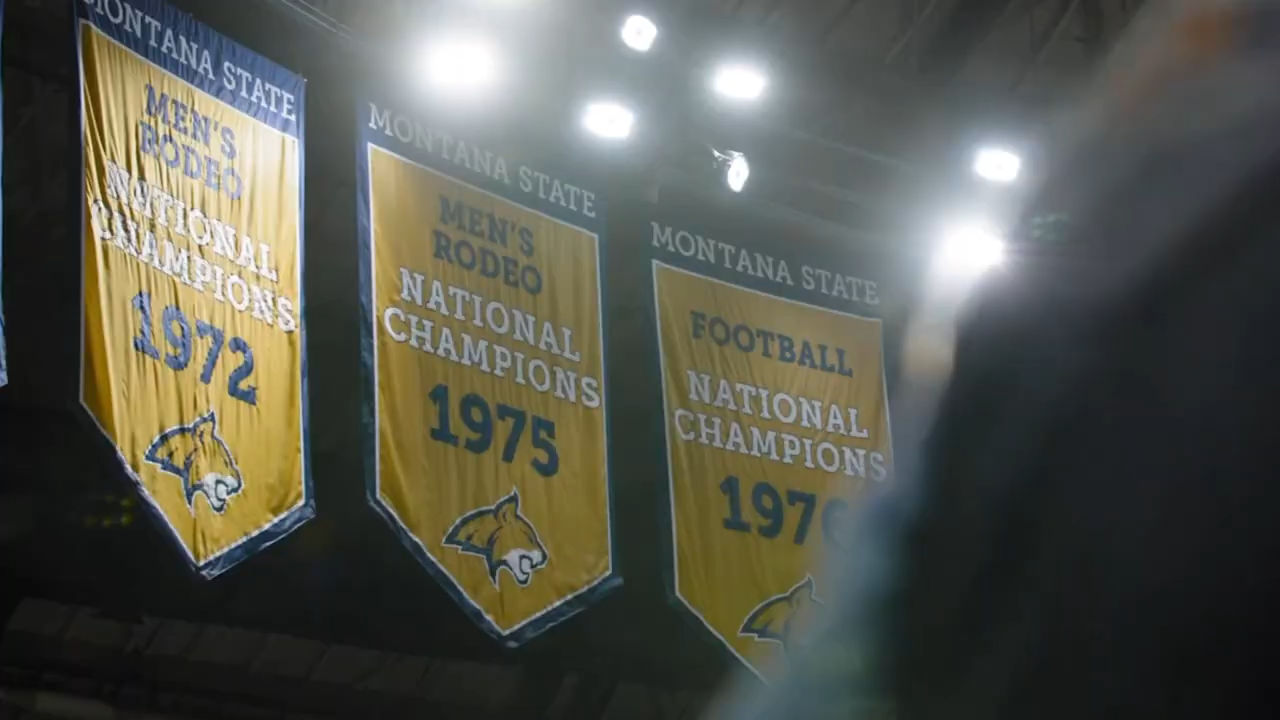 MONTANA STATE
MEN'S
RODEO
NATIONAL
CHAMPIONS
1972
MONTANA STATE
MEN'S
RODEO
NATIONAL
CHAMPIONS
1975
MONTANA STATE
FOOTBALL
NATIONAL
CHAMPIONS